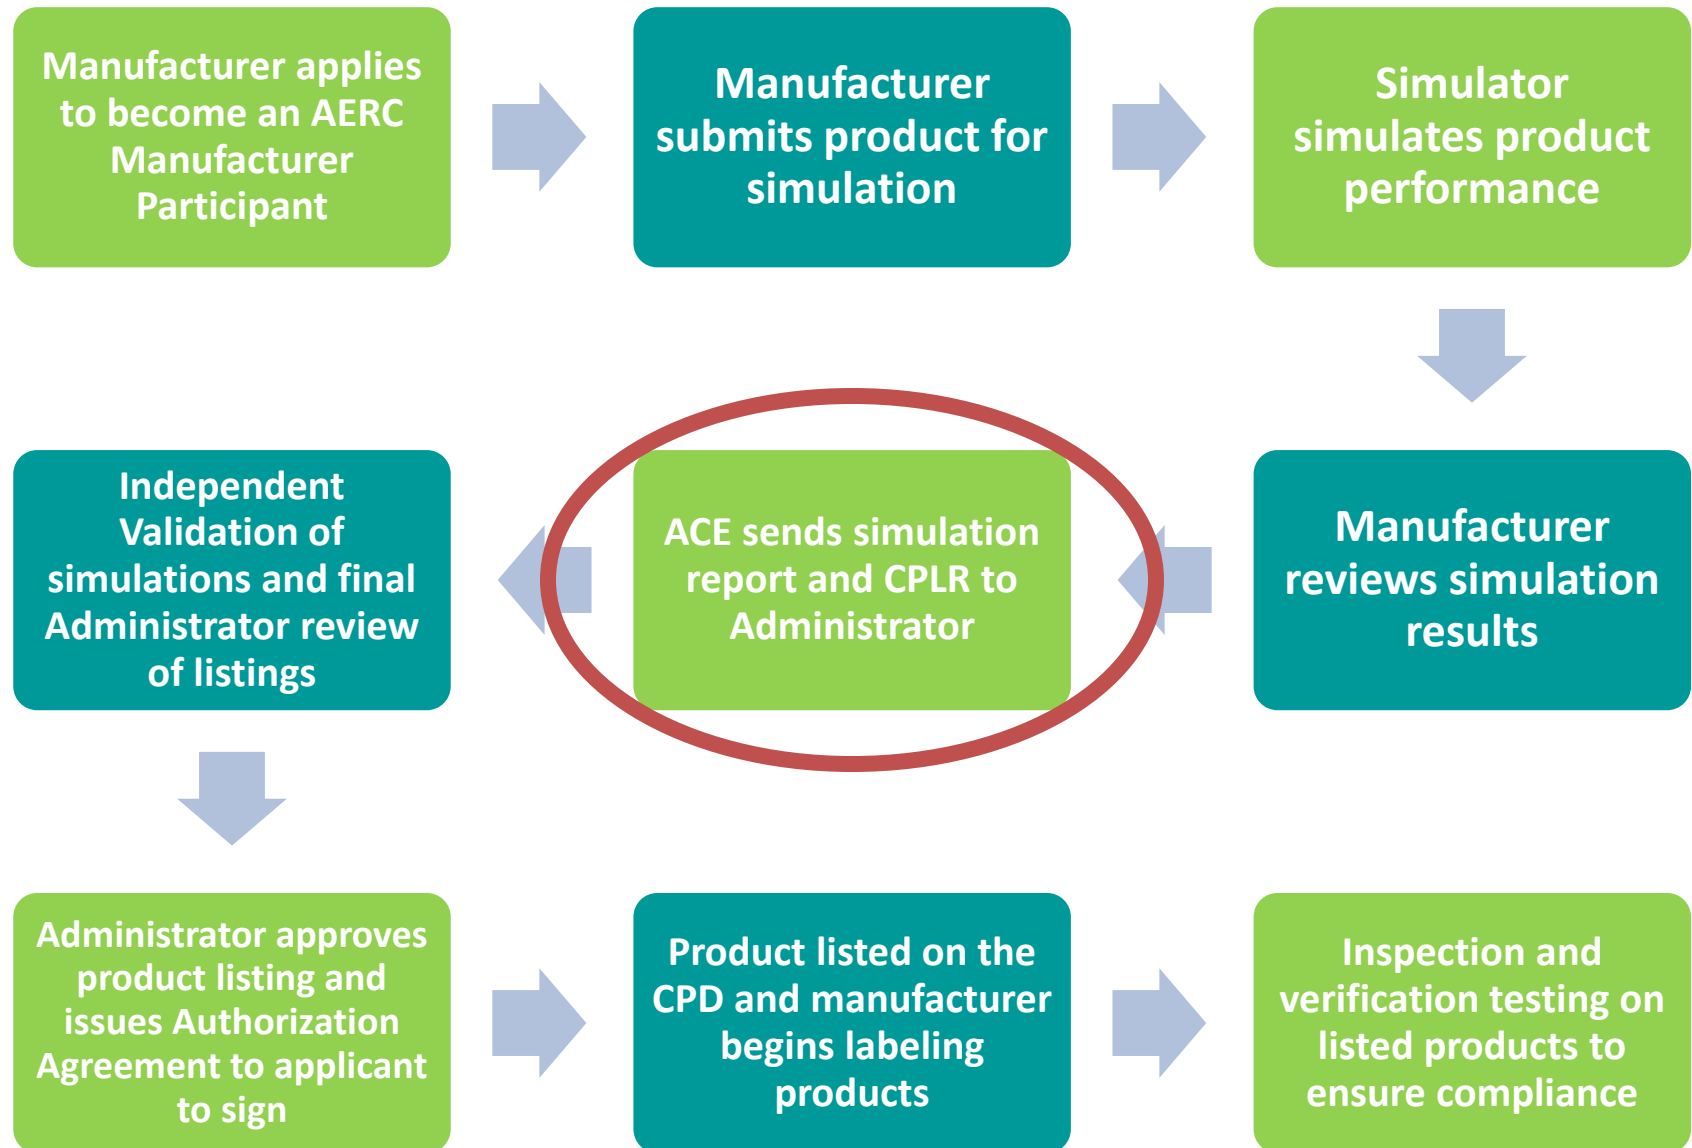 Manufacturer applies
to become an AERC
Manufacturer
Participant
Manufacturer
submits product for
simulation
Simulator
simulates product
performance
Manufacturer
reviews simulation
results
ACE sends simulation
report and CPLR to
Administrator
Independent
Validation of
simulations and final
Administrator review
of listings
Administrator approves
product listing and
issues Authorization
Agreement to applicant
to sign
Product listed on the
CPD and manufacturer
begins labeling
products
Inspection and
verification testing on
listed products to
ensure compliance